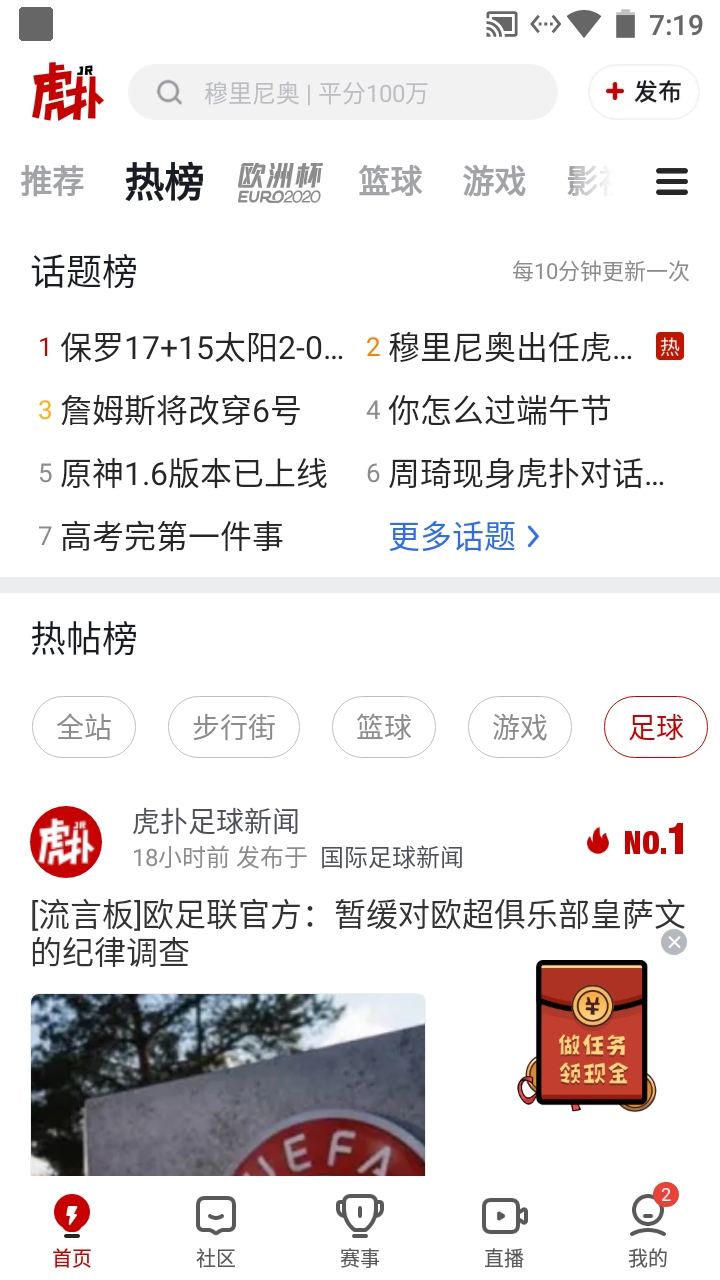 7:19
虎扑 JR
穆里尼奥 | 平分100万
+ 发布
推荐 热榜 欧洲杯 EURO2020 篮球 游戏 影视
话题榜 每10分钟更新一次
1 保罗17+15太阳2-0... 2 穆里尼奥出任虎... 热
3 詹姆斯将改穿6号 4 你怎么过端午节
5 原神1.6版本已上线 6 周琦现身虎扑对话...
7 高考完第一件事 更多话题
热帖榜
全站 步行街 篮球 游戏 足球
虎扑 JR
虎扑足球新闻
18小时前 发布于 国际足球新闻
NO.1
[流言板]欧足联官方：暂缓对欧超俱乐部皇萨文
的纪律调查
¥
做任务
领现金
UEFA
2
首页 社区 赛事 直播 我的